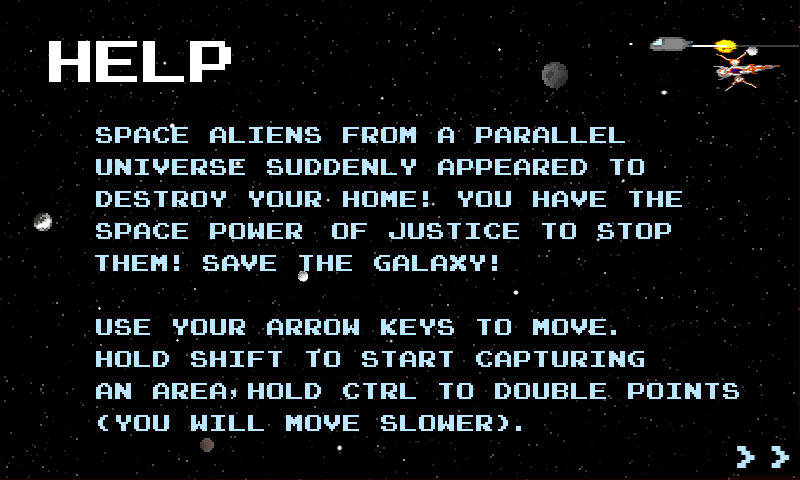 HELP
SPACE ALIENS FROM A PARALLEL
UNIVERSE SUDDENLY APPEARED TO
DESTROY YOUR HOME! YOU HAVE THE
SPACE POWER OF JUSTICE TO STOP
THEM! SAVE THE GALAXY!
USE YOUR ARROW KEYS TO MOVE.
HOLD SHIFT TO START CAPTURING
AN AREA, HOLD CTRL TO DOUBLE POINTS
(YOU WILL MOVE SLOWER).
>>